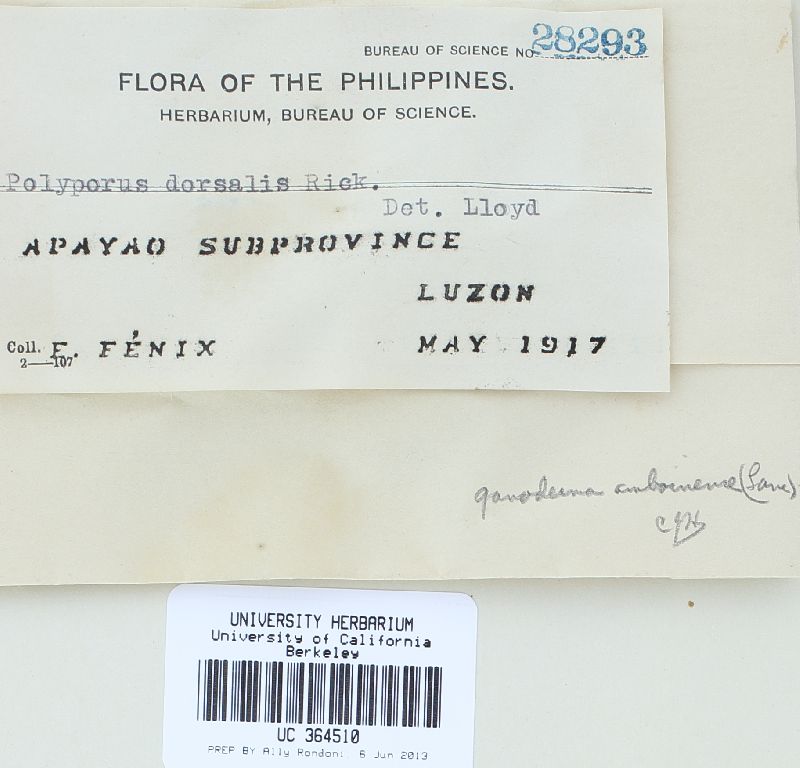 BUREAU OF SCIENCE No. 28293
FLORA OF THE PHILIPPINES.
HERBARIUM, BUREAU OF SCIENCE.
Polyporus dorsalis Rick.
Det. Lloyd
APAYAO SUBPROVINCE
LUZON
Coll. E. FÉNIX MAY 1917
2—107
ganoderma amboinense (Lam)
UNIVERSITY HERBARIUM
University of California
Berkeley
UC 364510
PREP BY Ally Rondoni, 6 Jun 2013